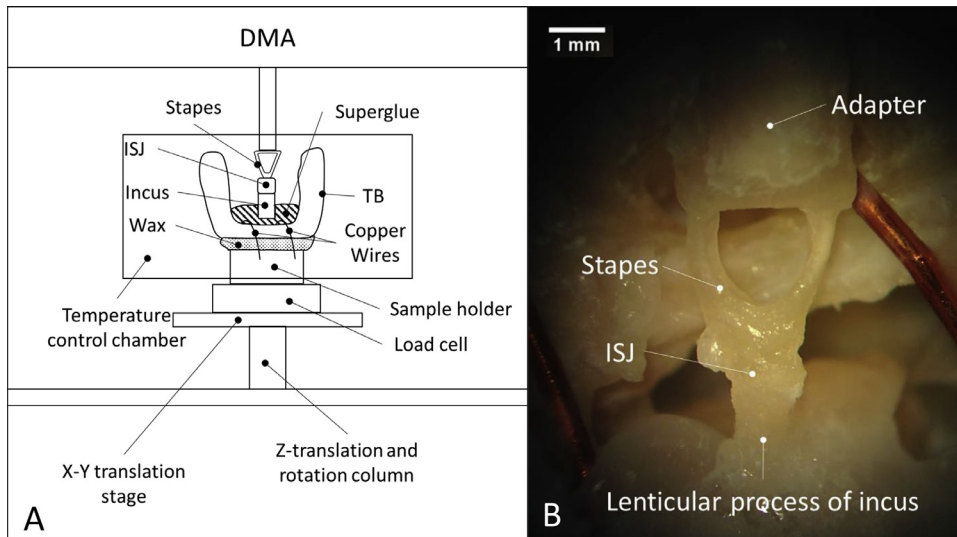 DMA
Stapes
Superglue
ISJ
Incus
TB
Wax
Copper
Wires
Sample holder
Temperature
control chamber
Load cell
X-Y translation
stage
Z-translation and
rotation column
A
1 mm
Adapter
Stapes
ISJ
Lenticular process of incus
B